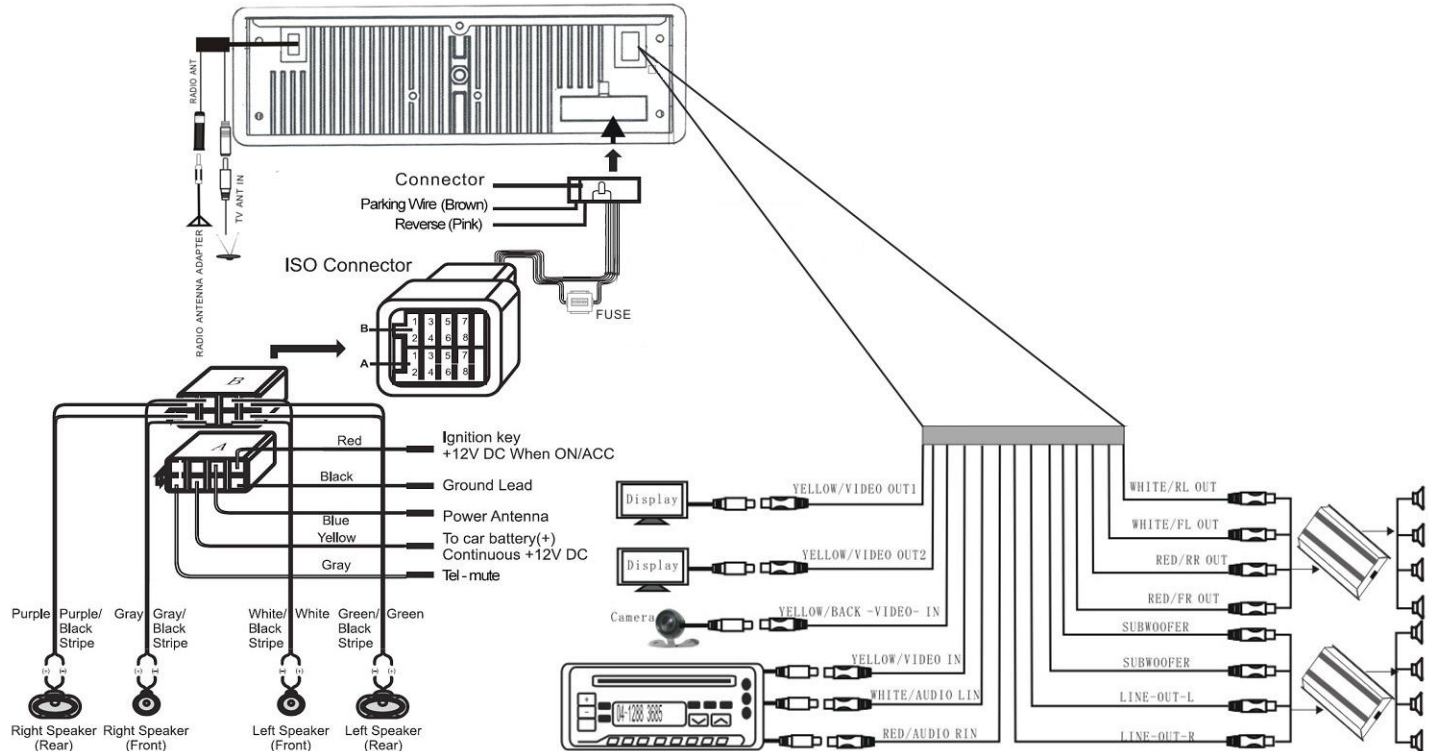 RADIO ANT
TV ANT IN
RADIO ANTENNA ADAPTER
Connector
Parking Wire (Brown)
Reverse (Pink)
ISO Connector
FUSE
B
1 3 5 7
2 4 6 8
A
1 3 5 7
2 4 6 8
B
A
Red
Ignition key
+12V DC When ON/ACC
Black
Ground Lead
Blue
Power Antenna
Yellow
To car battery(+)
Continuous +12V DC
Gray
Tel - mute
Purple
Purple/
Black
Stripe
Gray
Gray/
Black
Stripe
White/
Black
Stripe
White
Green/
Black
Stripe
Green
Right Speaker
(Rear)
Right Speaker
(Front)
Left Speaker
(Front)
Left Speaker
(Rear)
Display
YELLOW/VIDEO OUT1
Display
YELLOW/VIDEO OUT2
Camera
YELLOW/BACK -VIDEO- IN
YELLOW/VIDEO IN
WHITE/AUDIO LIN
RED/AUDIO RIN
+
-
04-1288 3685
WHITE/RL OUT
WHITE/FL OUT
RED/RR OUT
RED/FR OUT
SUBWOOFER
SUBWOOFER
LINE-OUT-L
LINE-OUT-R